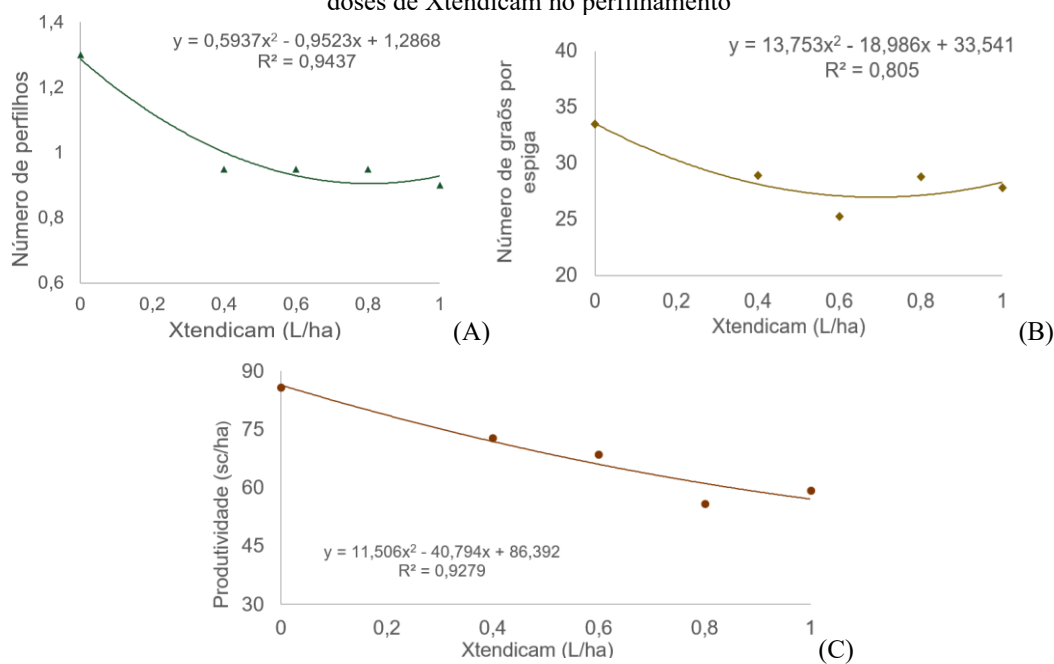 doses de Xtendicam no perfilhamento
1,4
1,2
1
0,8
0,6
Número de perfilhos
y = 0,5937x² - 0,9523x + 1,2868
R² = 0,9437
0 0,2 0,4 0,6 0,8 1
Xtendicam (L/ha)
(A)
40
35
30
25
20
Número de graõs por
espiga
y = 13,753x² - 18,986x + 33,541
R² = 0,805
0 0,2 0,4 0,6 0,8 1
Xtendicam (L/ha)
(B)
90
75
60
45
30
Produtividade (sc/ha)
y = 11,506x² - 40,794x + 86,392
R² = 0,9279
0 0,2 0,4 0,6 0,8 1
Xtendicam (L/ha)
(C)